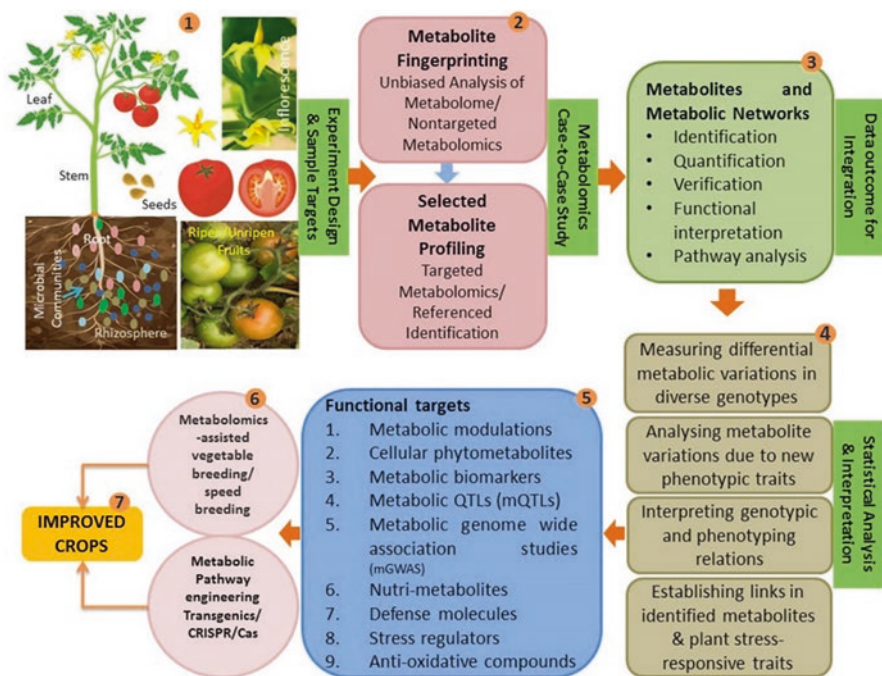 1
Leaf
Stem
Seeds
Inflorescence
Root
Microbial
Communities
Rhizosphere
Ripen/Unripen
Fruits
Experiment Design
& Sample Targets
2
Metabolite
Fingerprinting
Unbiased Analysis of
Metabolome/
Nontargeted
Metabolomics
Selected
Metabolite
Profiling
Targeted
Metabolomics/
Referenced
Identification
Metabolomics
Case-to-Case Study
3
Metabolites and
Metabolic Networks
• Identification
• Quantification
• Verification
• Functional
interpretation
• Pathway analysis
Data outcome for
Integration
4
Measuring differential
metabolic variations in
diverse genotypes
Analysing metabolite
variations due to new
phenotypic traits
Interpreting genotypic
and phenotyping
relations
Establishing links in
identified metabolites
& plant stress-
responsive traits
Statistical Analysis
& Interpretation
5
Functional targets
1. Metabolic modulations
2. Cellular phytometabolites
3. Metabolic biomarkers
4. Metabolic QTLs (mQTLs)
5. Metabolic genome wide
association studies
(mGWAS)
6. Nutri-metabolites
7. Defense molecules
8. Stress regulators
9. Anti-oxidative compounds
6
Metabolomics
-assisted
vegetable
breeding/
speed
breeding
Metabolic
Pathway
engineering
Transgenics/
CRISPR/Cas
7
IMPROVED
CROPS